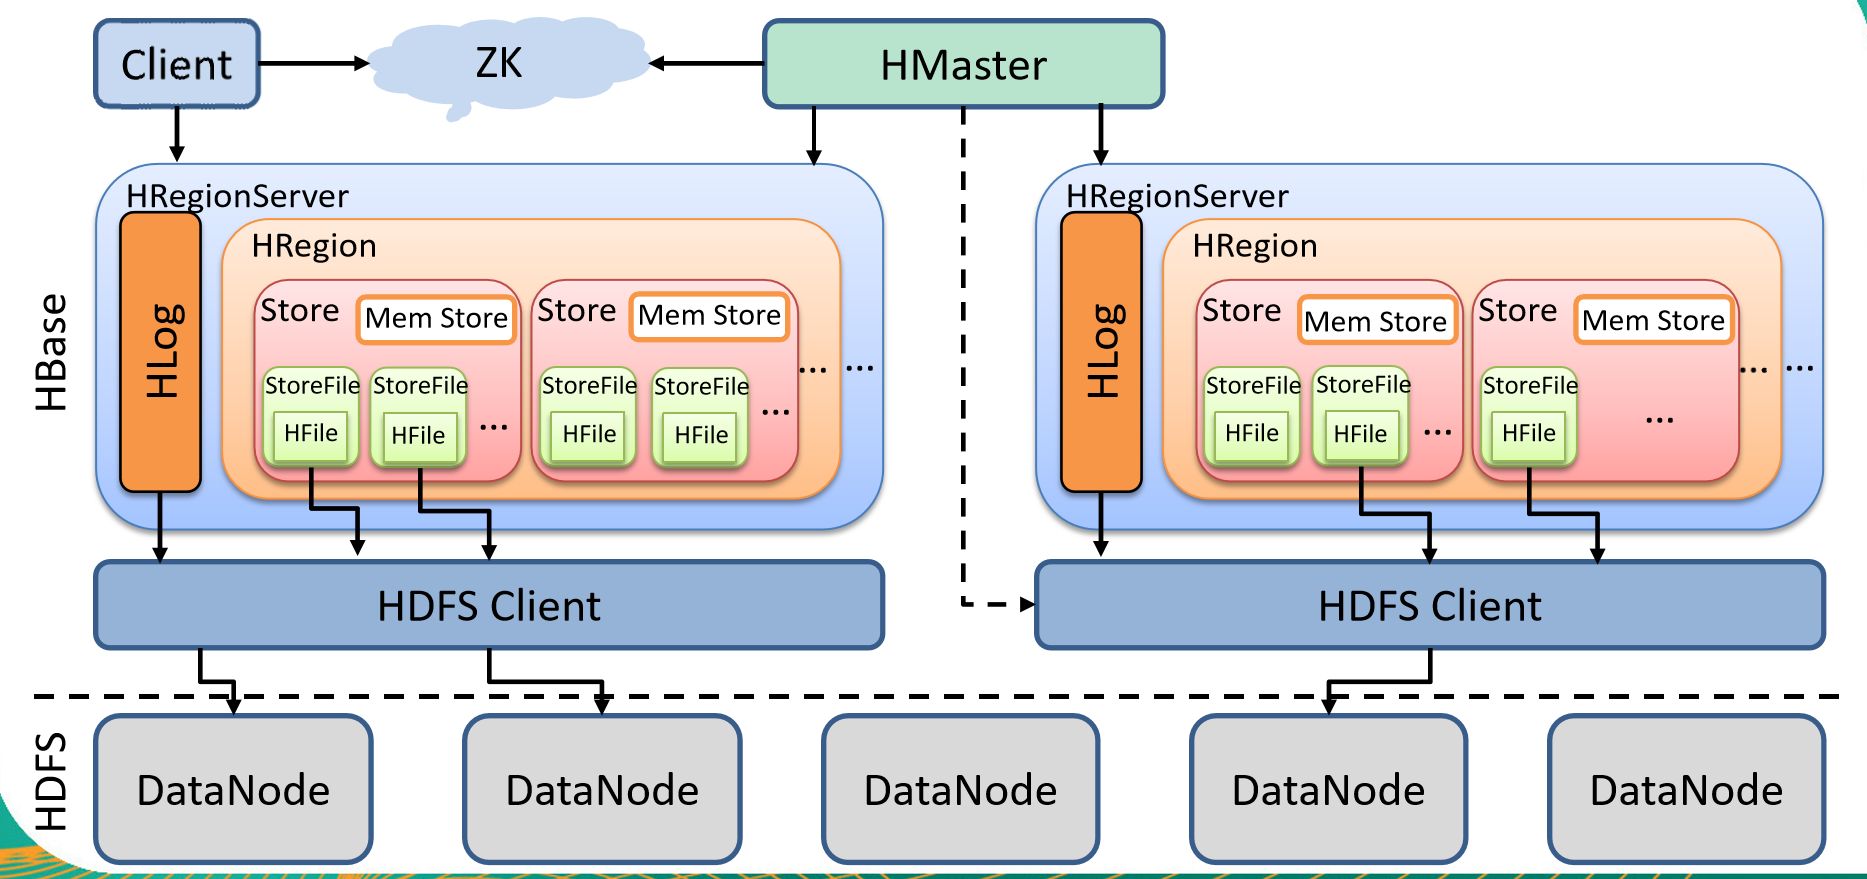 Client
ZK
HMaster
HBase
HRegionServer
HLog
HRegion
Store
Mem Store
StoreFile
HFile
StoreFile
HFile
...
Store
Mem Store
StoreFile
HFile
StoreFile
HFile
...
...
...
HRegionServer
HLog
HRegion
Store
Mem Store
StoreFile
HFile
StoreFile
HFile
...
Store
Mem Store
StoreFile
HFile
...
...
...
HDFS Client
HDFS Client
HDFS
DataNode
DataNode
DataNode
DataNode
DataNode